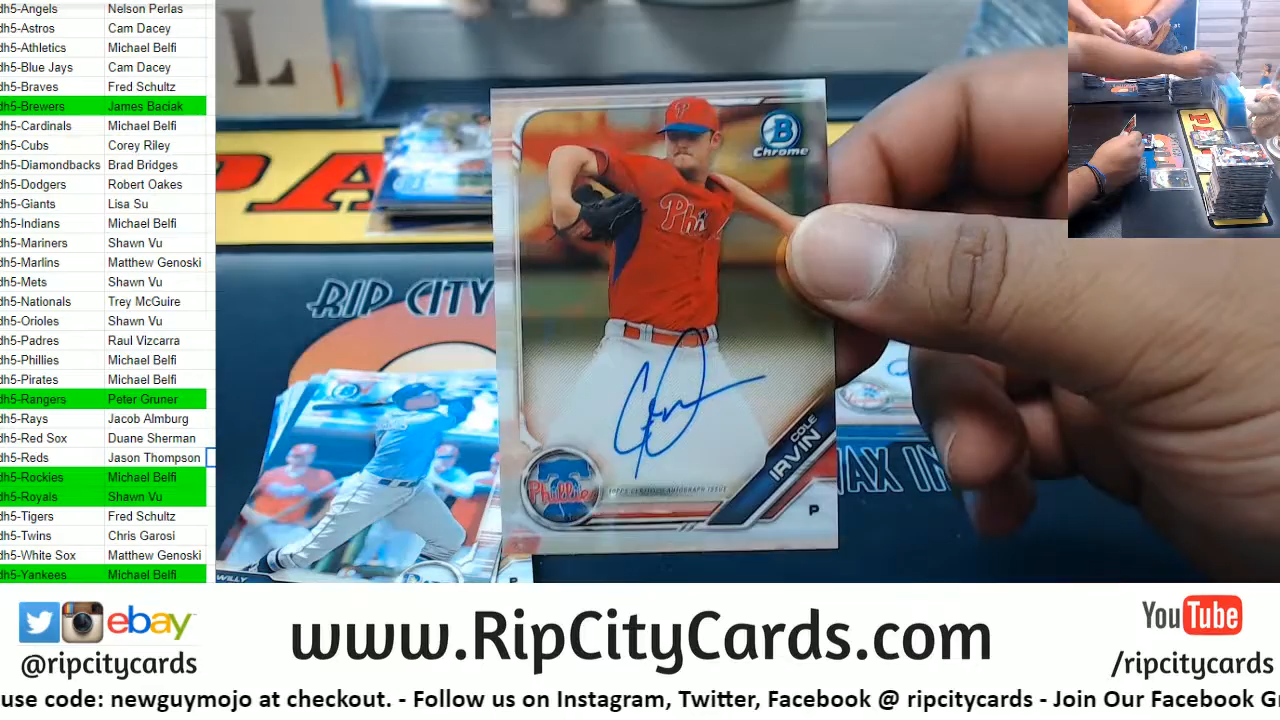 dh5-Angels Nelson Perlas
dh5-Astros Cam Dacey
dh5-Athletics Michael Belfi
dh5-Blue Jays Cam Dacey
dh5-Braves Fred Schultz
dh5-Brewers James Baciak
dh5-Cardinals Michael Belfi
dh5-Cubs Corey Riley
dh5-Diamondbacks Brad Bridges
dh5-Dodgers Robert Oakes
dh5-Giants Lisa Su
dh5-Indians Michael Belfi
dh5-Mariners Shawn Vu
dh5-Marlins Matthew Genoski
dh5-Mets Shawn Vu
dh5-Nationals Trey McGuire
dh5-Orioles Shawn Vu
dh5-Padres Raul Vizcarra
dh5-Phillies Michael Belfi
dh5-Pirates Michael Belfi
dh5-Rangers Peter Gruner
dh5-Rays Jacob Almburg
dh5-Red Sox Duane Sherman
dh5-Reds Jason Thompson
dh5-Rockies Michael Belfi
dh5-Royals Shawn Vu
dh5-Tigers Fred Schultz
dh5-Twins Chris Garosi
dh5-White Sox Matthew Genoski
dh5-Yankees Michael Belfi
PA
RIP CITY
B
Chrome
P
Phi
COLE
IRVIN
Phillies
TOPPS CERTIFIED AUTOGRAPH ISSUE
P
WILLY
ebay
@ripcitycards
www.RipCityCards.com
YouTube
/ripcitycards
use code: newguymojo at checkout. - Follow us on Instagram, Twitter, Facebook @ ripcitycards - Join Our Facebook G